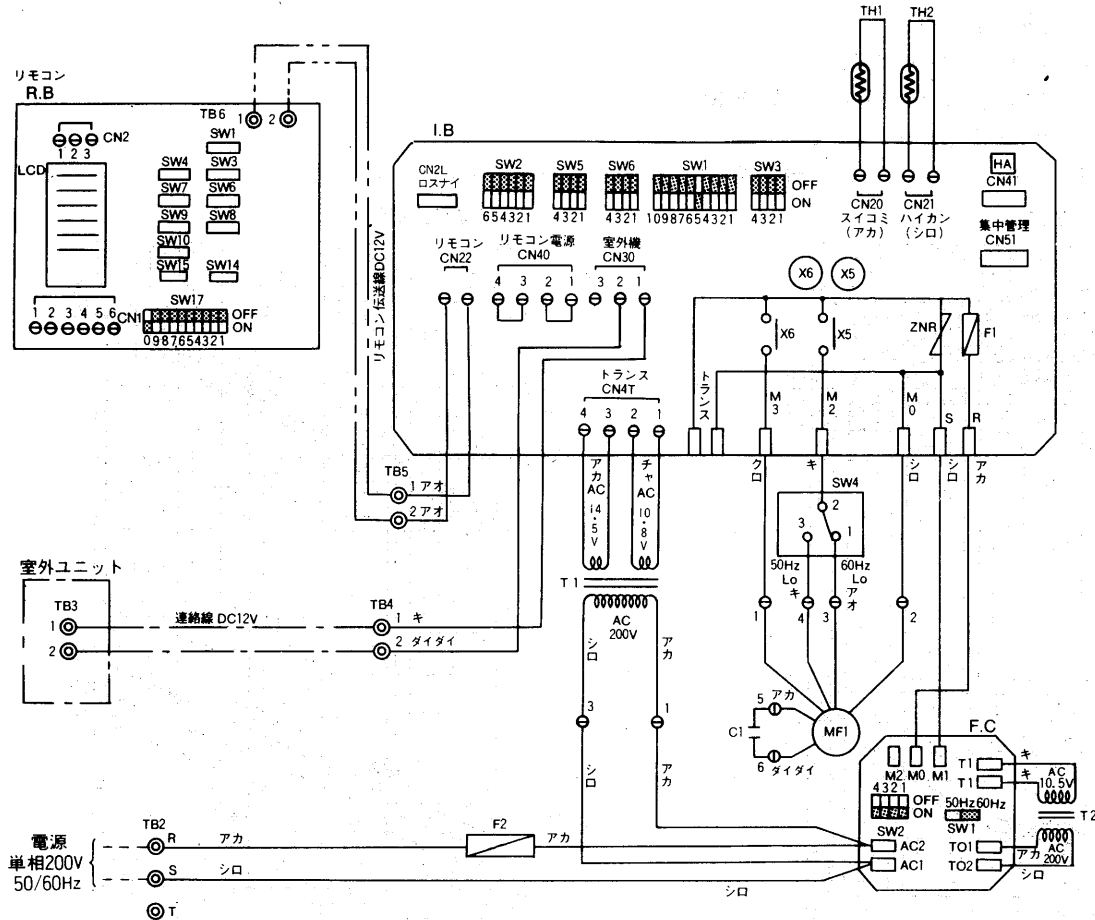 TH1
TH2
リモコン
R.B
TB6
1
2
CN2
1 2 3
LCD
SW1
SW4
SW3
SW7
SW6
SW9
SW8
SW10
SW15
SW14
1 2 3 4 5 6
CN1
SW17
OFF
ON
0987654321
リモコン伝送線DC12V
I.B
CN2L
ロスナイ
SW2
654321
SW5
4321
SW6
4321
SW1
10987654321
SW3
4321
OFF
ON
CN20
スイコミ
(アカ)
CN21
ハイカン
(シロ)
HA
CN41
集中管理
CN51
リモコン
CN22
リモコン電源
CN40
4 3 2 1
室外機
CN30
3 2 1
X6
X5
X6
X5
ZNR
F1
トランス
CN4T
4 3 2 1
トランス
M3
M2
M0
S
R
クロ
キ
シロ
シロ
アカ
TB5
1 アオ
2 アオ
アカ
AC
14.5V
チャ
AC
10.8V
T1
AC
200V
シロ
アカ
3
1
シロ
アカ
SW4
2
3
1
50Hz
Lo
キ
60Hz
Lo
アオ
1
4
3
2
室外ユニット
TB3
1
2
連絡線 DC12V
TB4
1 キ
2 ダイダイ
5 アカ
C1
6 ダイダイ
MF1
F.C
M2
M0
M1
T1
T1
キ
キ
AC
10.5V
T2
4321
OFF
ON
SW2
50Hz60Hz
SW1
AC2
AC1
TO1
TO2
アカ
シロ
AC
200V
電源
単相200V
50/60Hz
TB2
R
アカ
F2
アカ
S
シロ
シロ
T